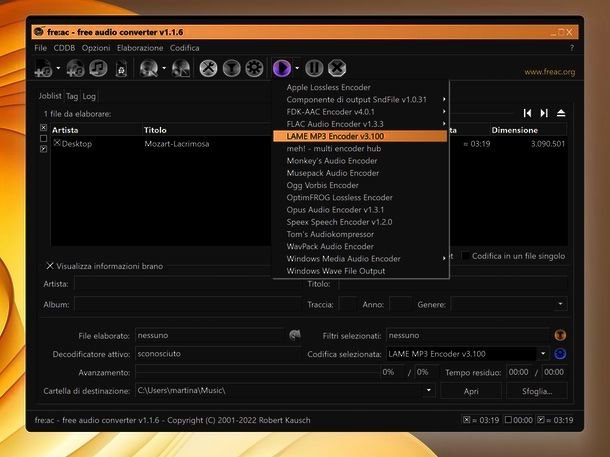 fre:ac - free audio converter v1.1.6
File CDDB Opzioni Elaborazione Codifica ?
www.freac.org
Joblist Tag Log
1 file da elaborare:
Artista Titolo Dimensione
Desktop Mozart-Lacrimosa ≈ 03:19 3.090.501
Apple Lossless Encoder
Componente di output SndFile v1.0.31
FDK-AAC Encoder v4.0.1
FLAC Audio Encoder v1.3.3
LAME MP3 Encoder v3.100
meh! - multi encoder hub
Monkey's Audio Encoder
Musepack Audio Encoder
Ogg Vorbis Encoder
OptimFROG Lossless Encoder
Opus Audio Encoder v1.3.1
Speex Speech Encoder v1.2.0
Tom's Audiokompressor
WavPack Audio Encoder
Windows Media Audio Encoder
Windows Wave File Output
Codifica in un file singolo
Visualizza informazioni brano
Artista: Titolo:
Album: Traccia: Anno: Genere:
File elaborato: nessuno Filtri selezionati: nessuno
Decodificatore attivo: sconosciuto Codifica selezionata: LAME MP3 Encoder v3.100
Avanzamento: 0% / 0% Tempo residuo: 00:00 / 00:00
Cartella di destinazione: C:\Users\martina\Music\ Apri Sfoglia...
fre:ac - free audio converter v1.1.6 - Copyright (C) 2001-2022 Robert Kausch ≈ 03:19 00:00 ≈ 03:19